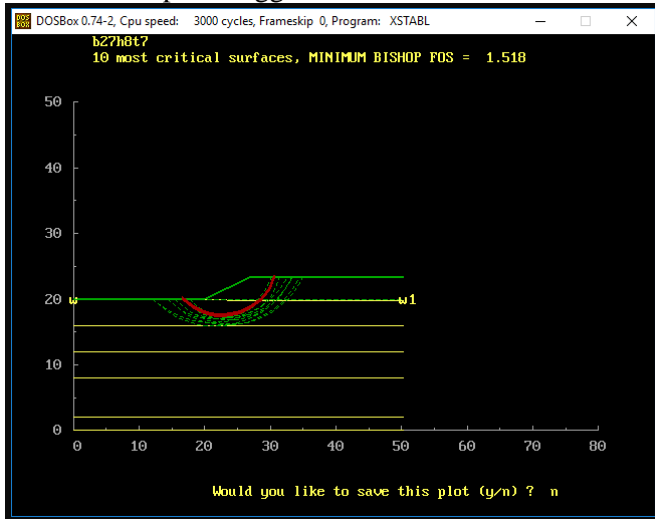 DOSBox 0.74-2, Cpu speed: 3000 cycles, Frameskip 0, Program: XSTABL
b27h8t7
10 most critical surfaces, MINIMUM BISHOP FOS = 1.518
50
40
30
20
w
w1
10
0
0 10 20 30 40 50 60 70 80
Would you like to save this plot (y/n) ? n